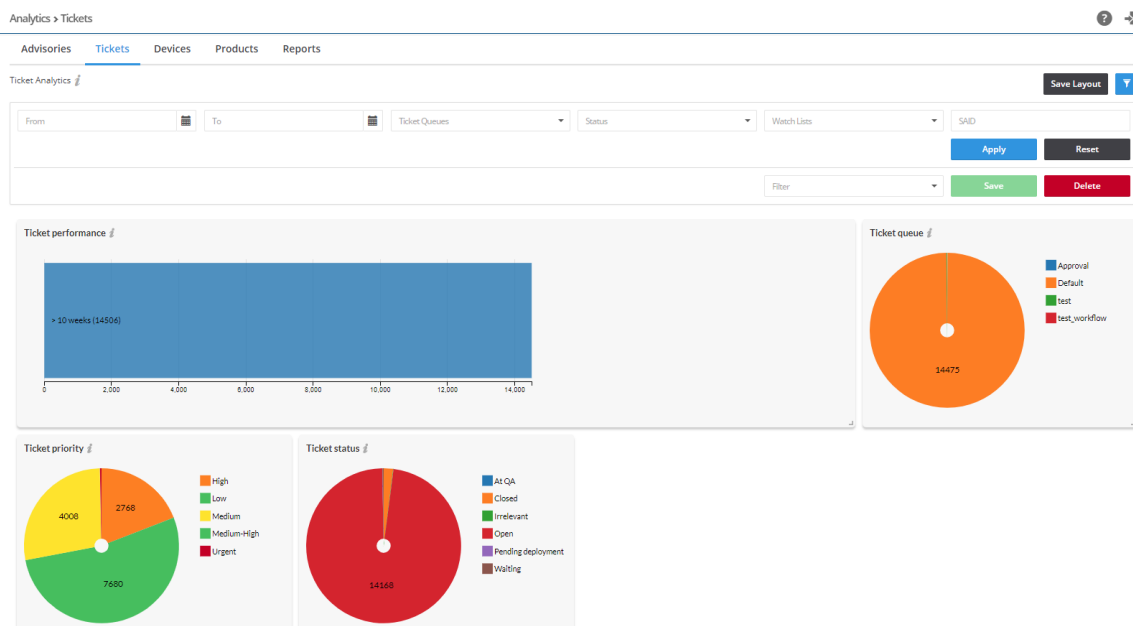 Analytics > Tickets
Advisories Tickets Devices Products Reports
Ticket Analytics
Save Layout
From To Ticket Queues Status Watch Lists SAID
Apply Reset
Filter Save Delete
Ticket performance
> 10 weeks (14506)
0 2,000 4,000 6,000 8,000 10,000 12,000 14,000
Ticket queue
14475
Approval
Default
test
test_workflow
Ticket priority
2768
4008
7680
High
Low
Medium
Medium-High
Urgent
Ticket status
14168
At QA
Closed
Irrelevant
Open
Pending deployment
Waiting